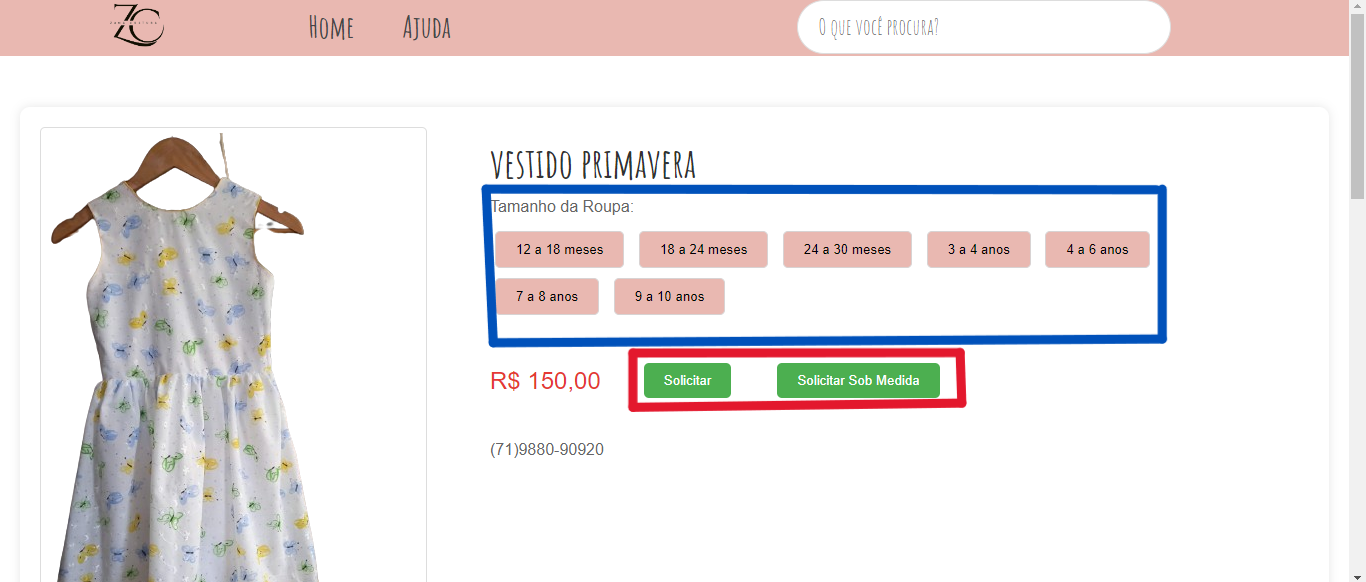 ZC
Home Ajuda
O que você procura?
VESTIDO PRIMAVERA
Tamanho da Roupa:
12 a 18 meses 18 a 24 meses 24 a 30 meses 3 a 4 anos 4 a 6 anos
7 a 8 anos 9 a 10 anos
R$ 150,00 Solicitar Solicitar Sob Medida
(71)9880-90920